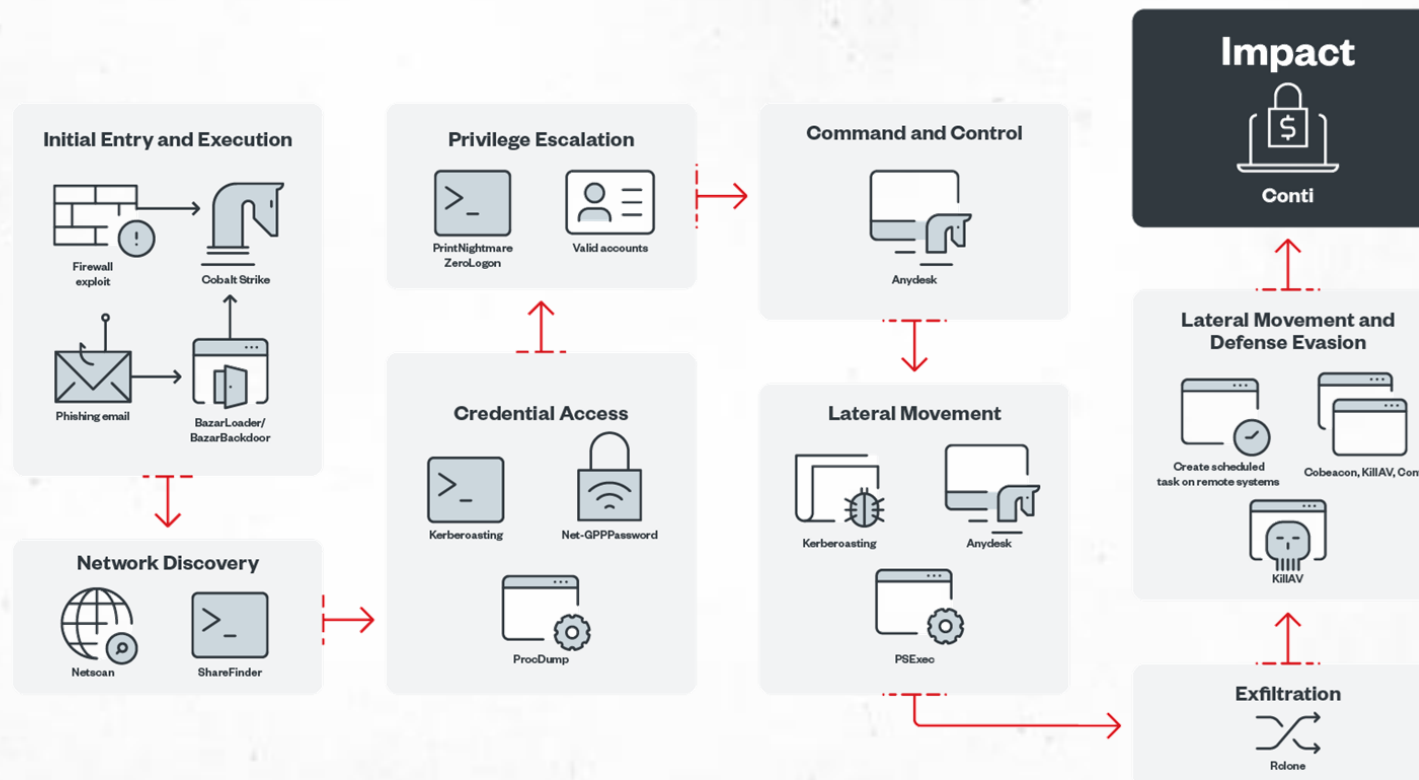 Initial Entry and Execution
Firewall
exploit
Cobalt Strike
Phishing email
BazarLoader/
BazarBackdoor
Network Discovery
Netscan
ShareFinder
Credential Access
Kerberoasting
Net-GPPPassword
ProcDump
Privilege Escalation
PrintNightmare
ZeroLogon
Valid accounts
Command and Control
Anydesk
Lateral Movement
Kerberoasting
Anydesk
PSExec
Exfiltration
Rclone
Lateral Movement and
Defense Evasion
Create scheduled
task on remote systems
Cobeacon, KillAV,
KillAV
Impact
$
Conti